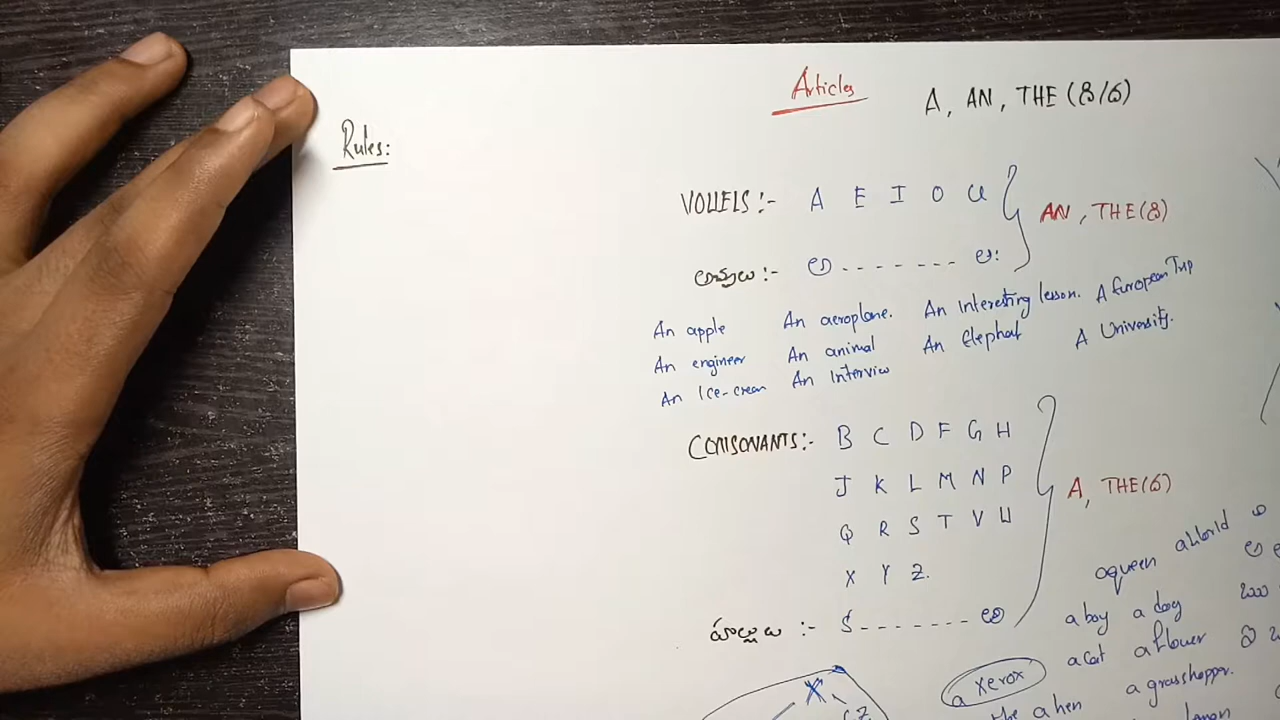 Articles A, AN, THE (ది/ద)
Rules:
VOWELS :- A E I O U } AN, THE (ది)
అచ్చులు :- అ - - - - - - - అః
An apple An aeroplane. An Interesting lesson. A European Trip
An engineer An animal An Elephant A University.
An Ice-cream An Interview
CONSONANTS :- B C D F G H
J K L M N P } A, THE (ద)
Q R S T V W
X Y Z.
a queen a World
హల్లులు :-
a boy a dog
a cat a flower
a xerox a grasshopper.
the a hen
X